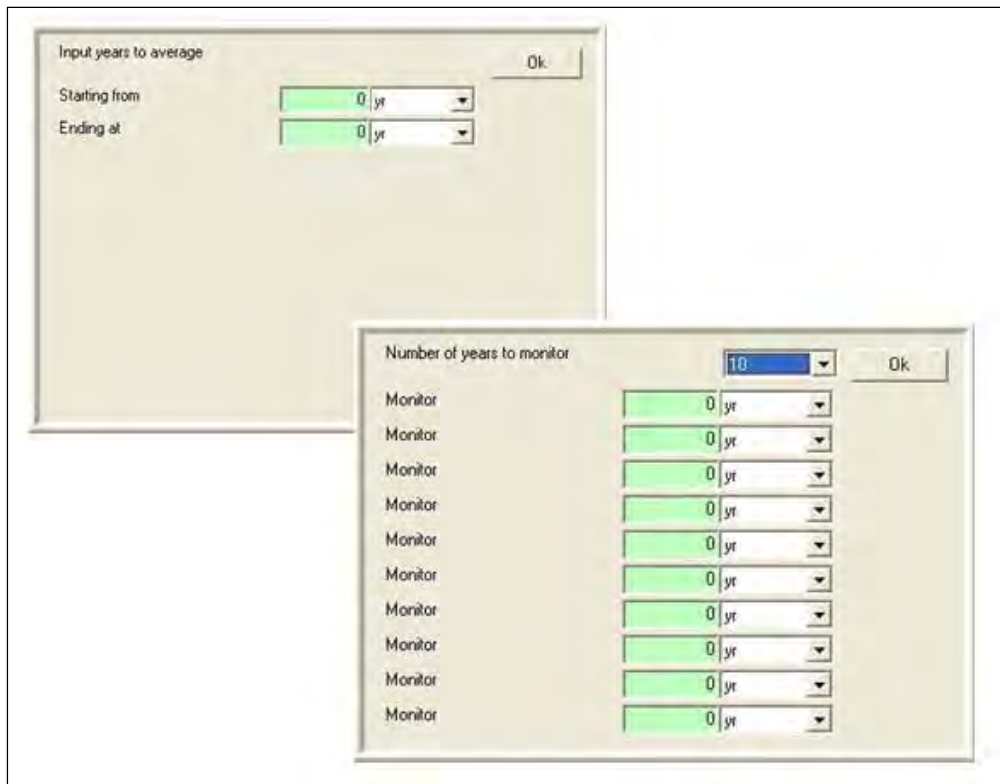 Input years to average
Ok
Starting from 0 yr
Ending at 0 yr
Number of years to monitor 10 Ok
Monitor 0 yr
Monitor 0 yr
Monitor 0 yr
Monitor 0 yr
Monitor 0 yr
Monitor 0 yr
Monitor 0 yr
Monitor 0 yr
Monitor 0 yr
Monitor 0 yr